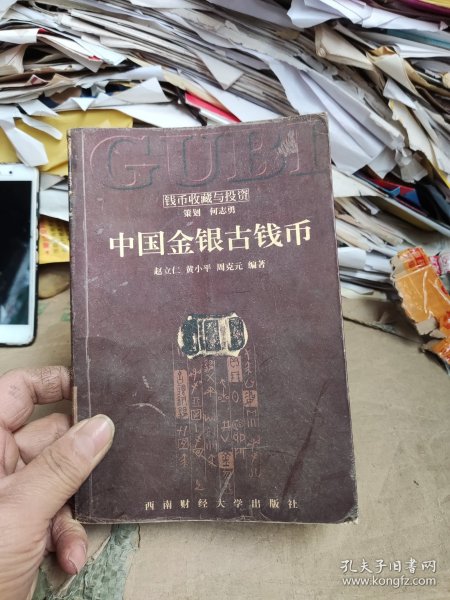 GUBI
钱币收藏与投资
策划 何志勇
中国金银古钱币
赵立仁 黄小平 周克元 编著
西南财经大学出版社
孔夫子旧书网
www.kongfz.com